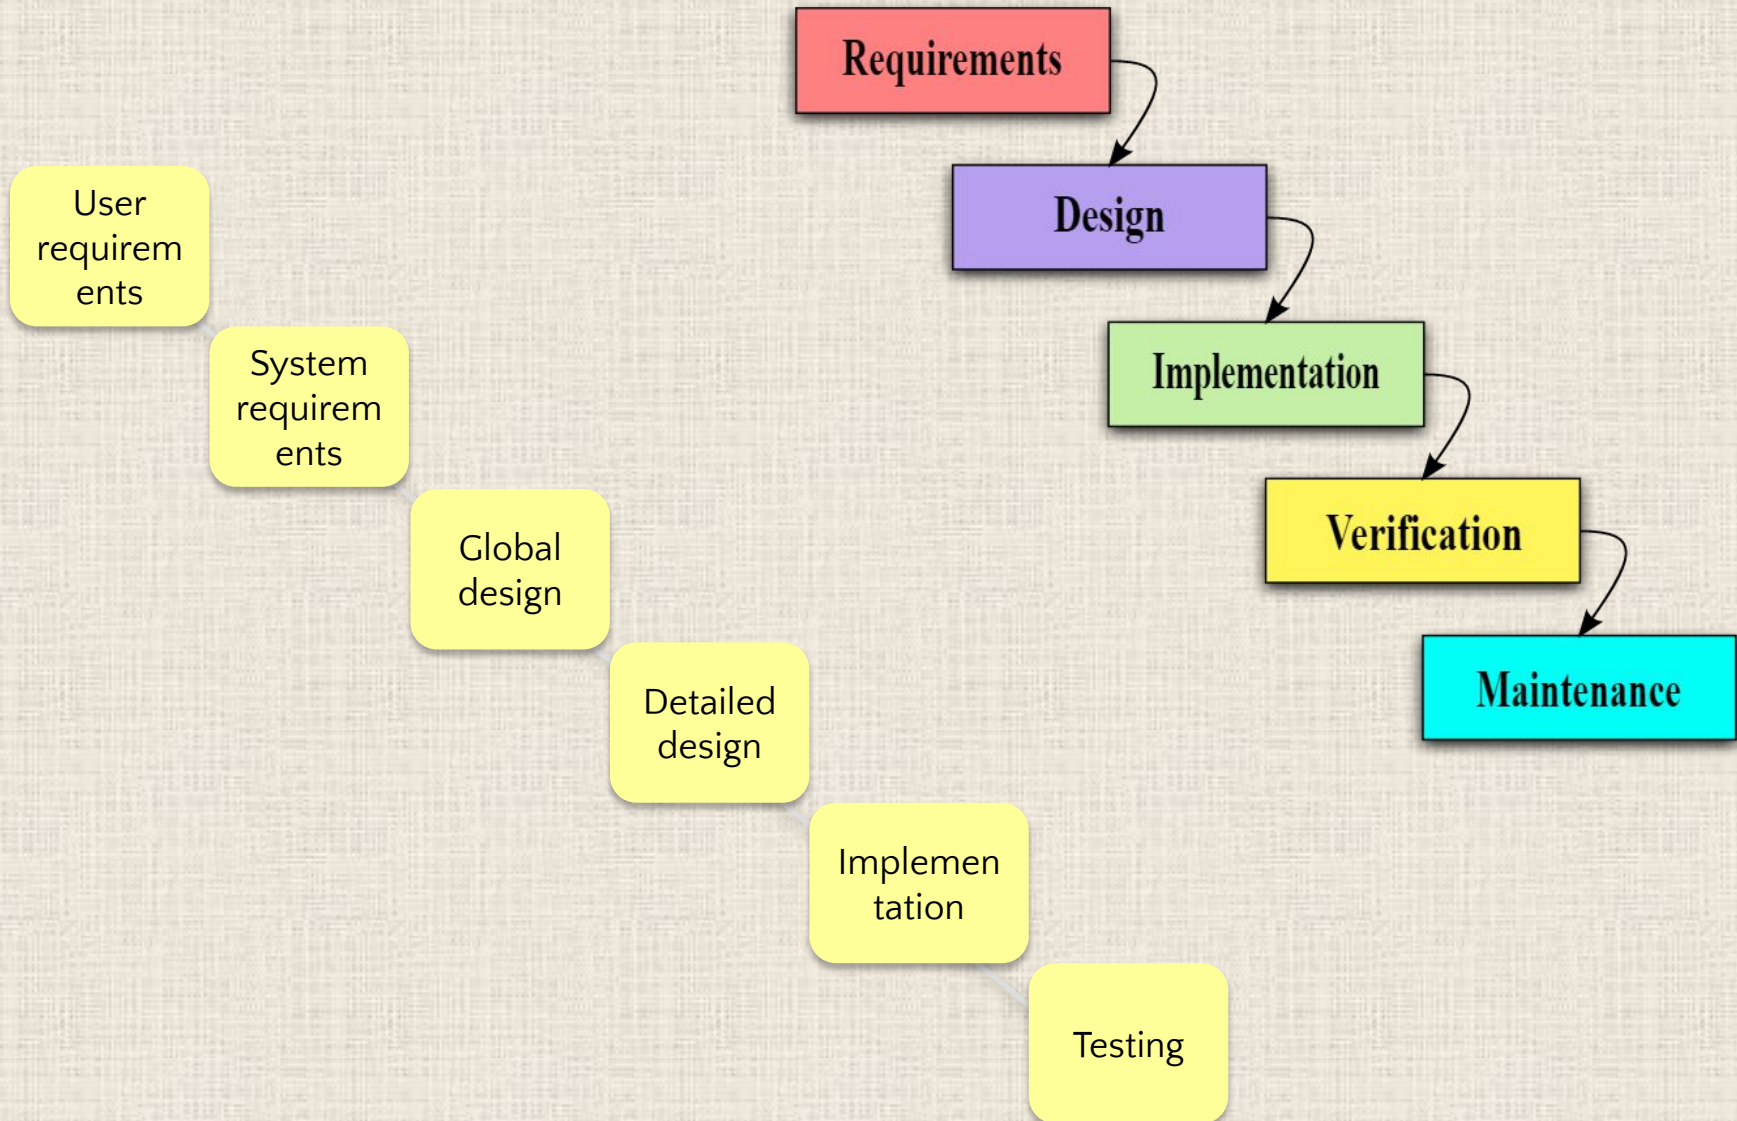 Requirements
Design
Implementation
Verification
Maintenance
User
requirem
ents
System
requirem
ents
Global
design
Detailed
design
Implemen
tation
Testing